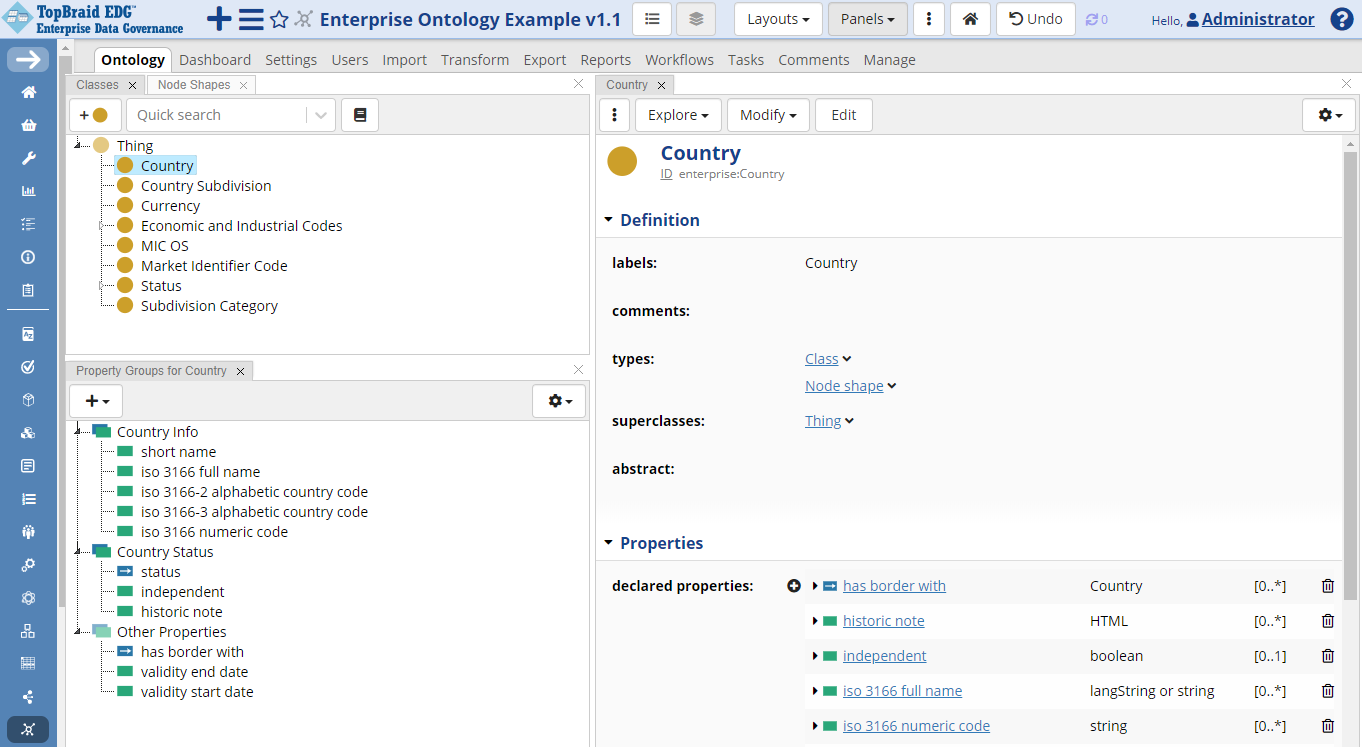 TopBraid EDG™
Enterprise Data Governance
Enterprise Ontology Example v1.1
Layouts
Panels
Undo
0
Hello, Administrator
Ontology Dashboard Settings Users Import Transform Export Reports Workflows Tasks Comments Manage
Classes
Node Shapes
Quick search
Thing
Country
Country Subdivision
Currency
Economic and Industrial Codes
MIC OS
Market Identifier Code
Status
Subdivision Category
Property Groups for Country
Country Info
short name
iso 3166 full name
iso 3166-2 alphabetic country code
iso 3166-3 alphabetic country code
iso 3166 numeric code
Country Status
status
independent
historic note
Other Properties
has border with
validity end date
validity start date
Country
Explore
Modify
Edit
Country
ID enterprise:Country
Definition
labels: Country
comments:
types: Class
Node shape
superclasses: Thing
abstract:
Properties
declared properties: has border with Country [0..*]
historic note HTML [0..*]
independent boolean [0..1]
iso 3166 full name langString or string [0..*]
iso 3166 numeric code string [0..*]